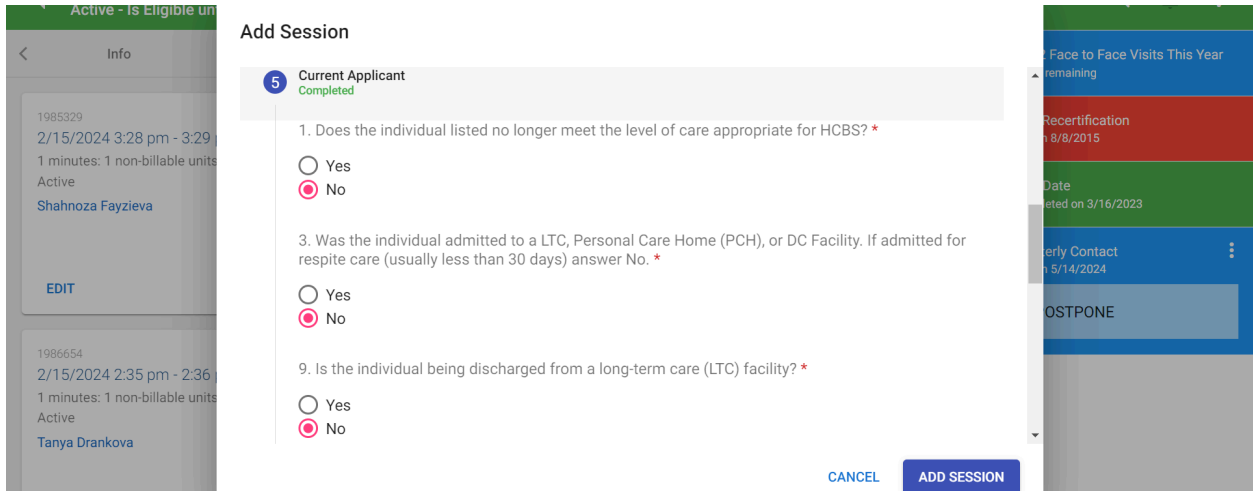 Active - Is Eligible un
Add Session
Info
5
Current Applicant
Completed
1. Does the individual listed no longer meet the level of care appropriate for HCBS? *
Yes
No
3. Was the individual admitted to a LTC, Personal Care Home (PCH), or DC Facility. If admitted for
respite care (usually less than 30 days) answer No. *
Yes
No
9. Is the individual being discharged from a long-term care (LTC) facility? *
Yes
No
CANCEL
ADD SESSION
1985329
2/15/2024 3:28 pm - 3:29
1 minutes: 1 non-billable units
Active
Shahnoza Fayzieva
EDIT
1986654
2/15/2024 2:35 pm - 2:36
1 minutes: 1 non-billable units
Active
Tanya Drankova
Face to Face Visits This Year
remaining
Recertification
8/8/2015
Date
eted on 3/16/2023
erly Contact
5/14/2024
OSTPONE